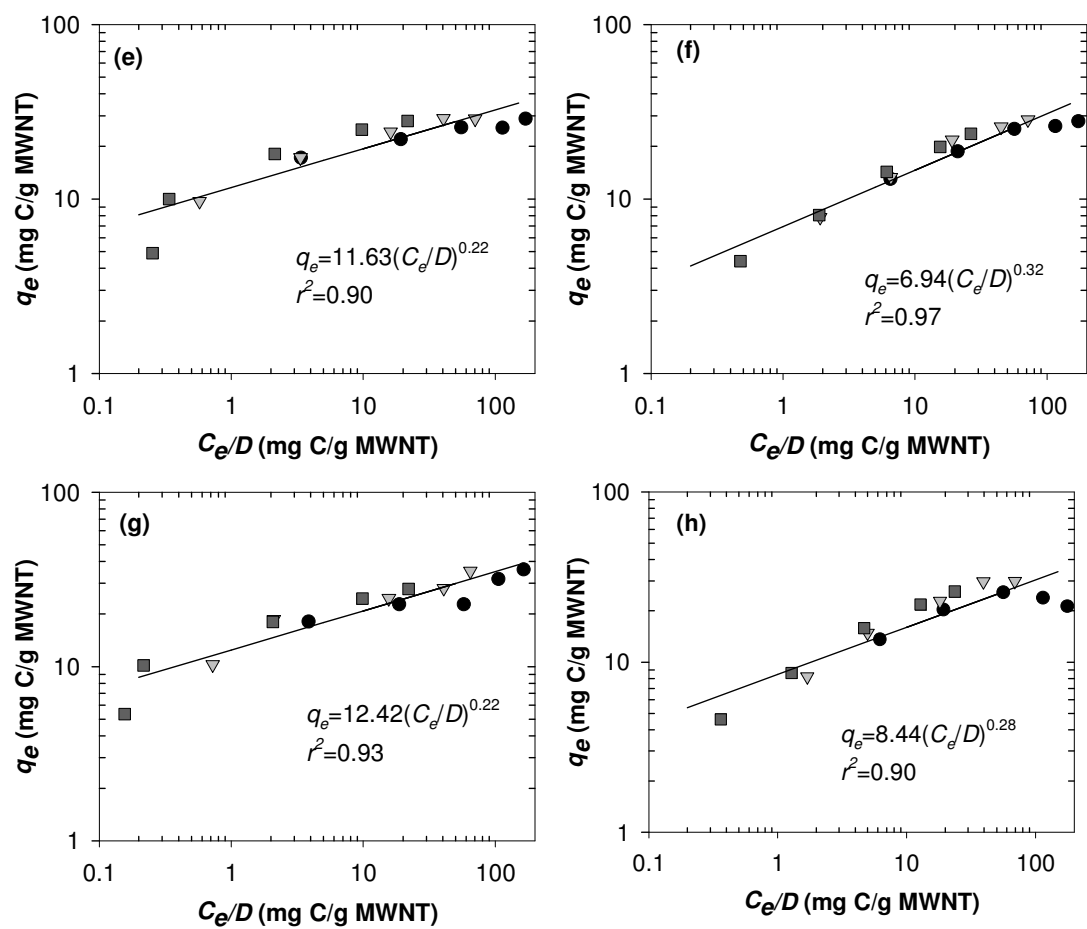 (e)
100
10
1
q_e (mg C/g MWNT)
q_e=11.63(C_e/D)^0.22
r^2=0.90
0.1 1 10 100
C_e/D (mg C/g MWNT)
(f)
100
10
1
q_e (mg C/g MWNT)
q_e=6.94(C_e/D)^0.32
r^2=0.97
0.1 1 10 100
C_e/D (mg C/g MWNT)
(g)
100
10
1
q_e (mg C/g MWNT)
q_e=12.42(C_e/D)^0.22
r^2=0.93
0.1 1 10 100
C_e/D (mg C/g MWNT)
(h)
100
10
1
q_e (mg C/g MWNT)
q_e=8.44(C_e/D)^0.28
r^2=0.90
0.1 1 10 100
C_e/D (mg C/g MWNT)